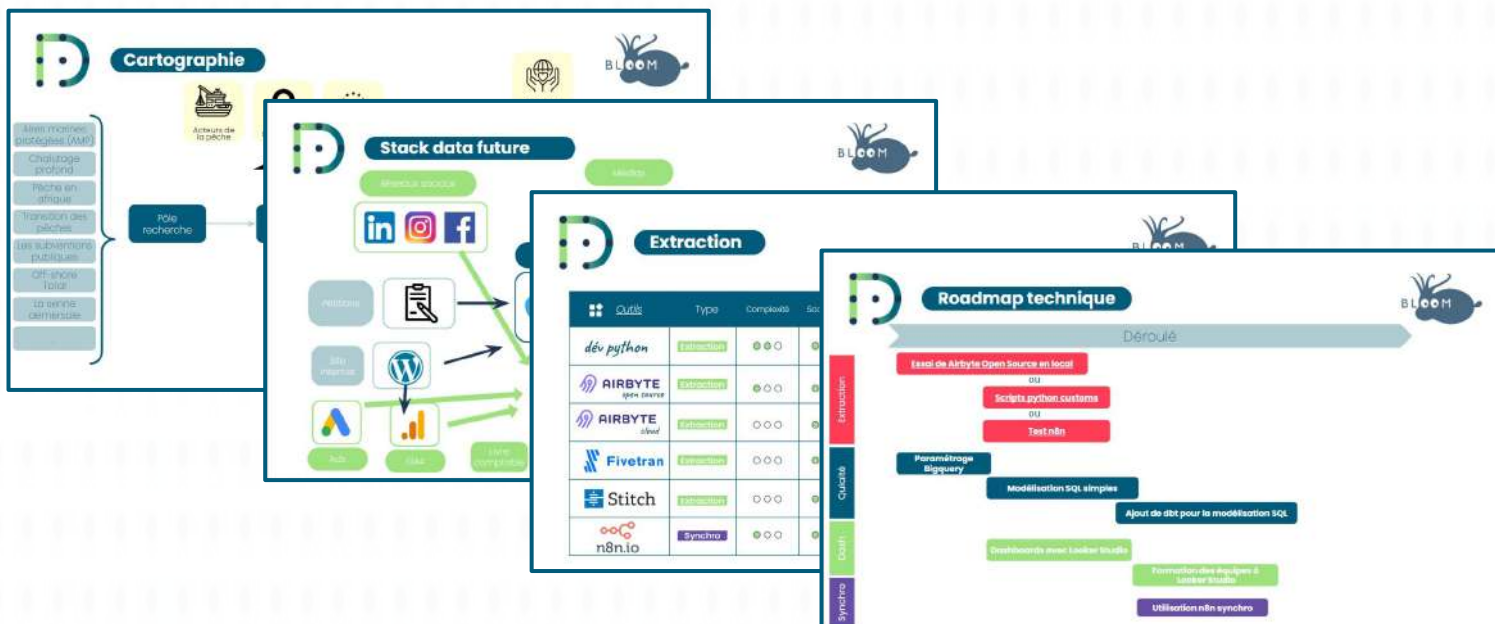 Cartographie
BLOOM
Acteurs de
la pêche
Aires marines
protégées (AMP)
Chalutage
profond
Pêche en
afrique
Transition des
pêches
Les subventions
publiques
Off-shore
Total
La senne
démersale
Pôle
recherche
Stack data future
BLOOM
Réseaux sociaux
Médias
Pétitions
Site
internet
Ads
Livre
comptable
Extraction
BLOOM
Outils
Type
Complexité
dév python
Extraction
AIRBYTE
open source
Extraction
AIRBYTE
cloud
Extraction
Fivetran
Extraction
Stitch
Extraction
n8n.io
Synchro
Roadmap technique
BLOOM
Déroulé
Extraction
Essai de Airbyte Open Source en local
ou
Scripts python customs
ou
Test n8n
Paramétrage
Bigquery
Modélisation SQL simples
Ajout de dbt pour la modélisation SQL
Dash
Dashboards avec Looker Studio
Formation des équipes à
Looker Studio
Synchro
Utilisation n8n synchro